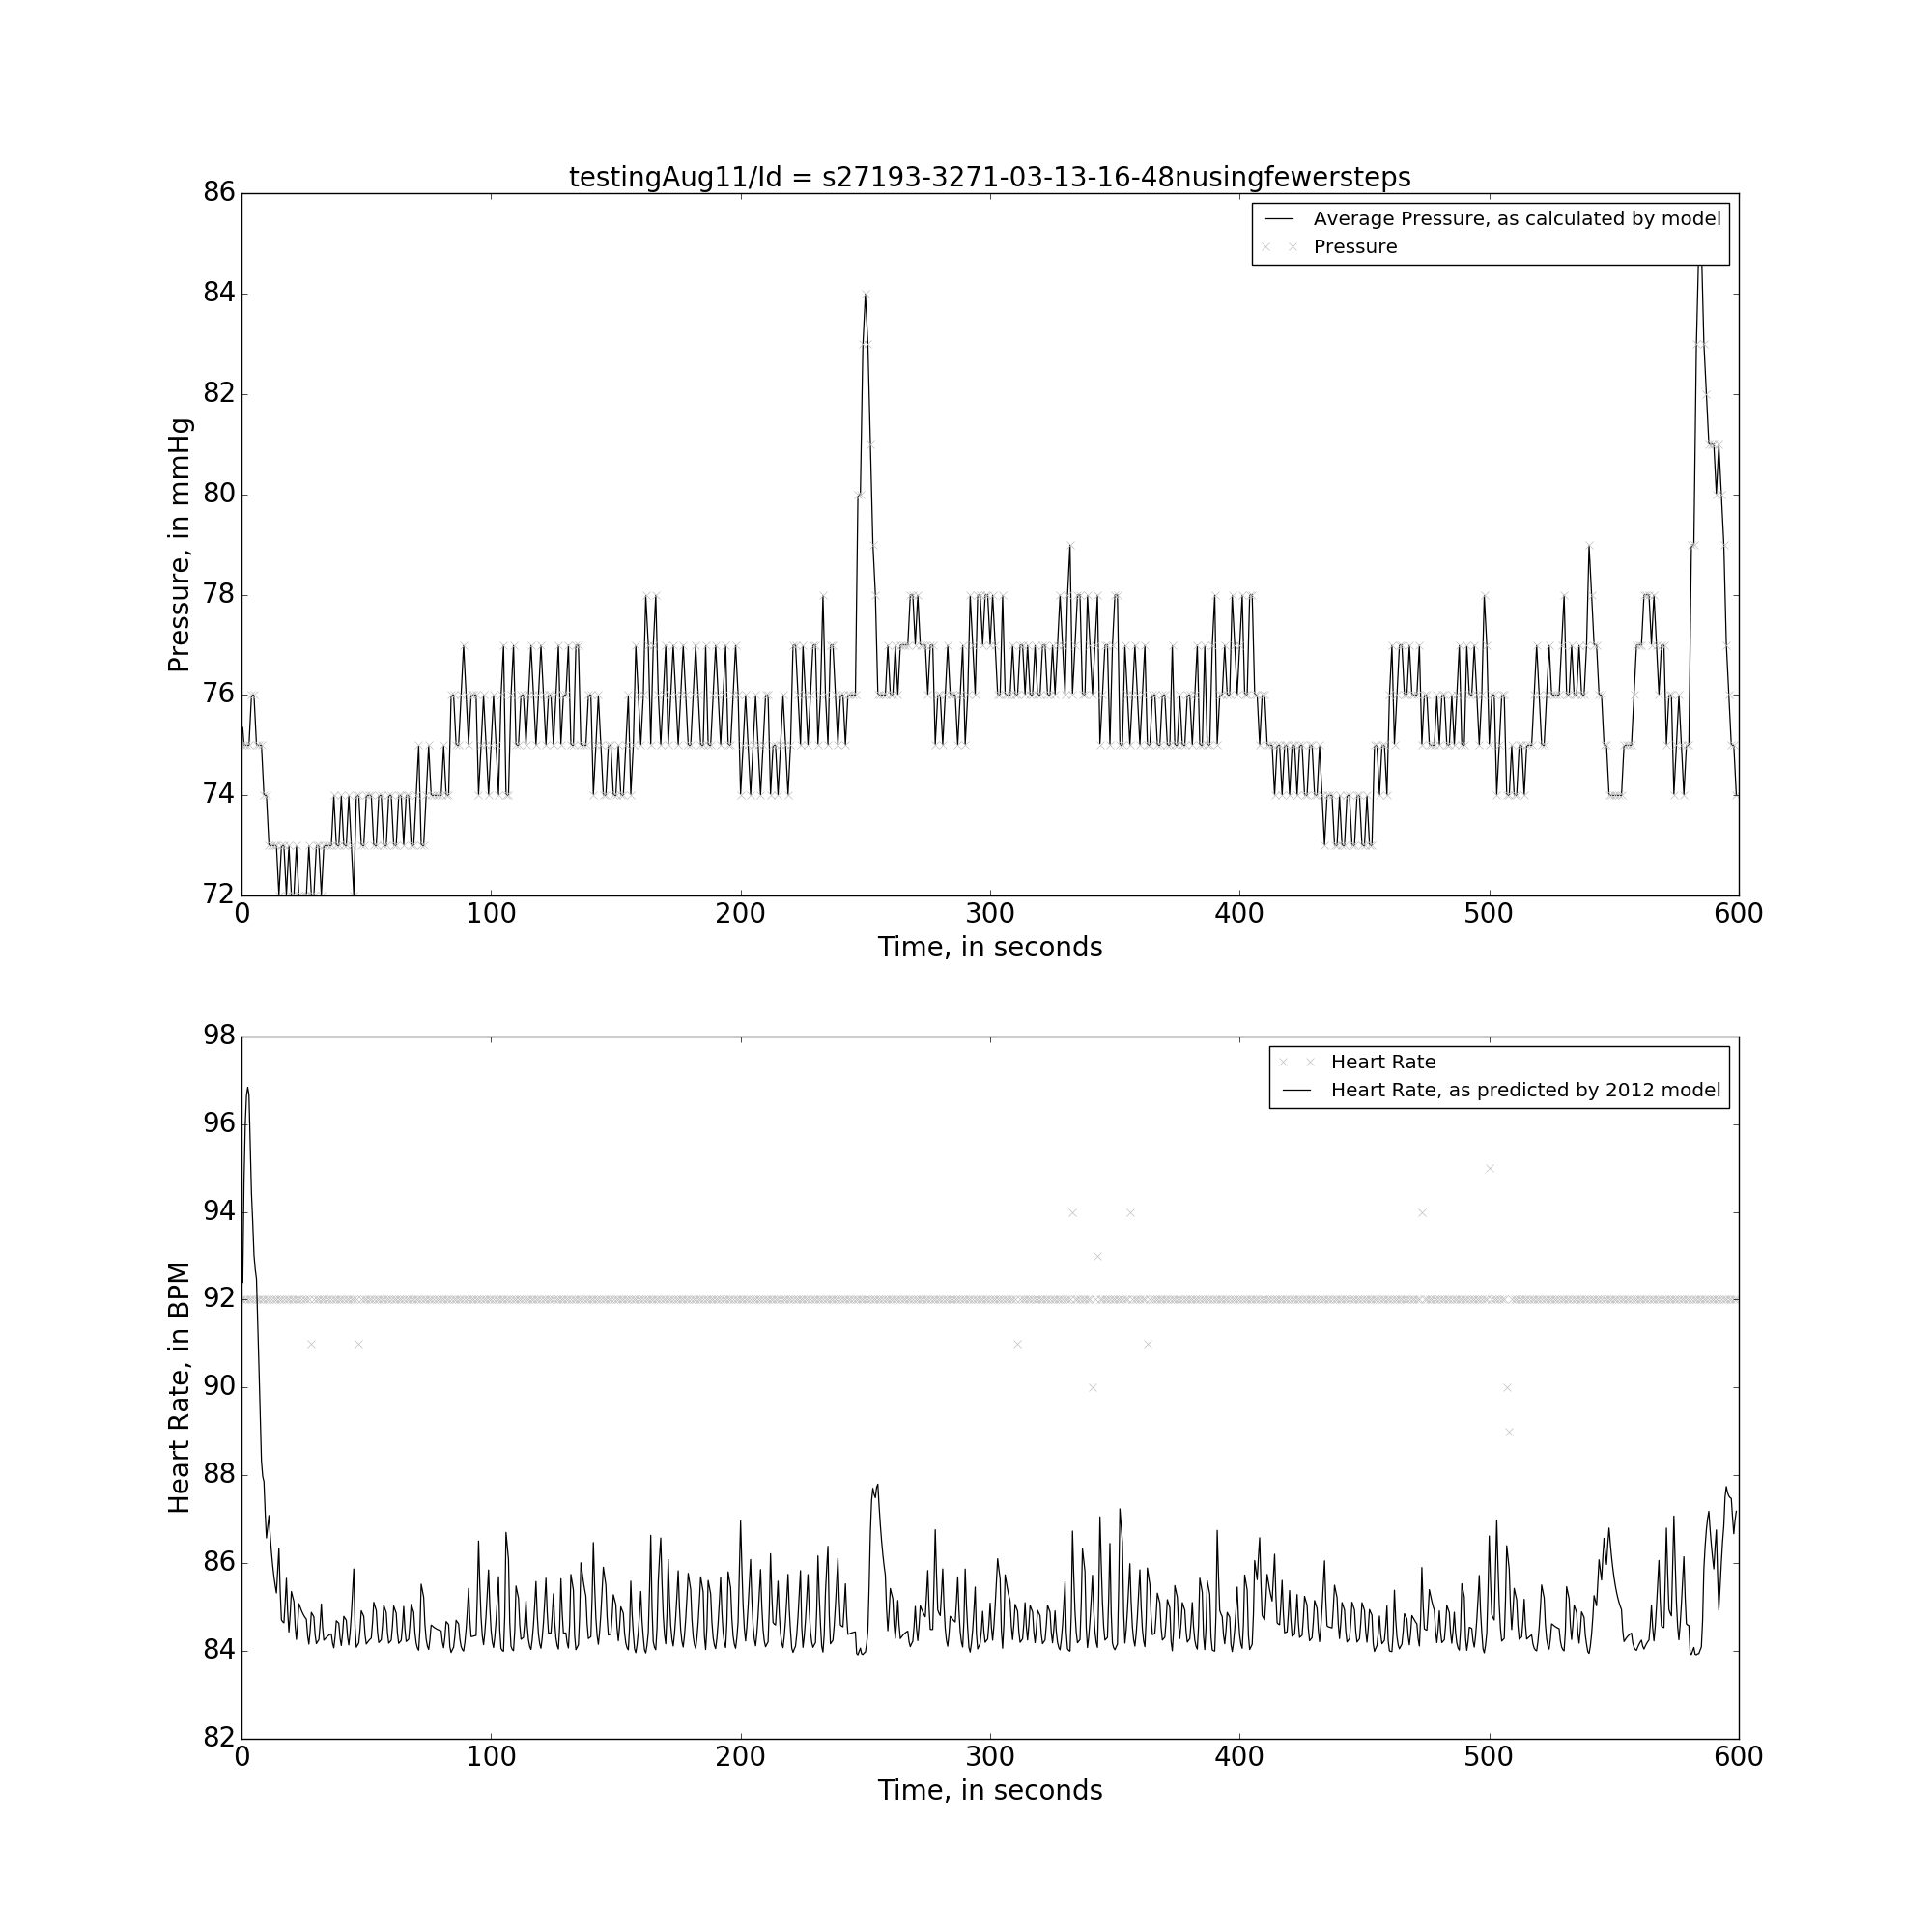 testingAug11/Id = s27193-3271-03-13-16-48nusingfewersteps
86
84
82
80
78
76
74
72
Pressure, in mmHg
Average Pressure, as calculated by model
Pressure
0 100 200 300 400 500 600
Time, in seconds
98
96
94
92
90
88
86
84
82
Heart Rate, in BPM
Heart Rate
Heart Rate, as predicted by 2012 model
0 100 200 300 400 500 600
Time, in seconds